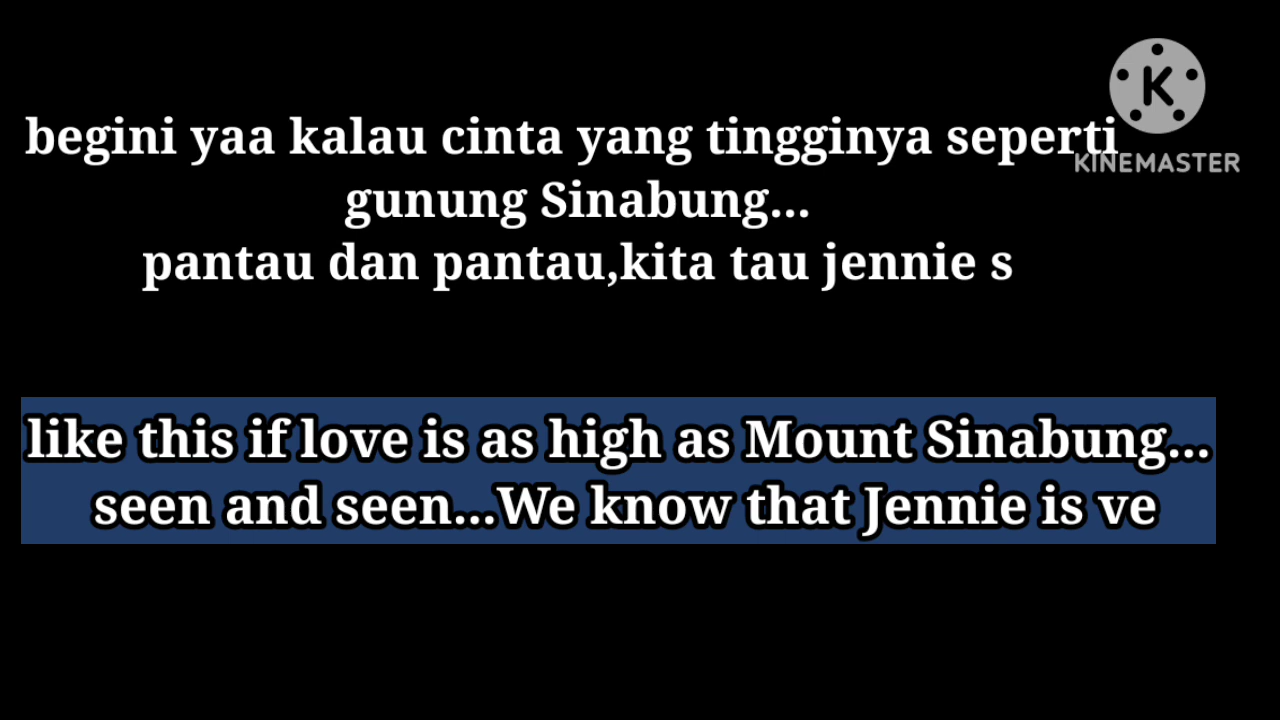 begini yaa kalau cinta yang tingginya seperti
gunung Sinabung...
pantau dan pantau,kita tau jennie s
KINEMASTER
like this if love is as high as Mount Sinabung...
seen and seen...We know that Jennie is ve